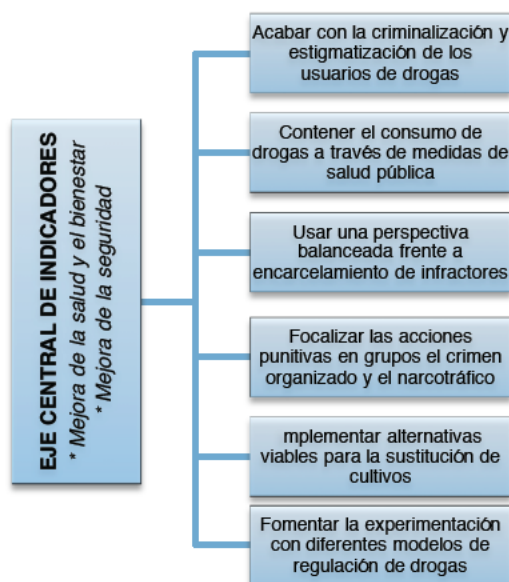 EJE CENTRAL DE INDICADORES
* Mejora de la salud y el bienestar
* Mejora de la seguridad
Acabar con la criminalización y
estigmatización de los
usuarios de drogas
Contener el consumo de
drogas a través de medidas de
salud pública
Usar una perspectiva
balanceada frente a
encarcelamiento de infractores
Focalizar las acciones
punitivas en grupos el crimen
organizado y el narcotráfico
mplementar alternativas
viables para la sustitución de
cultivos
Fomentar la experimentación
con diferentes modelos de
regulación de drogas